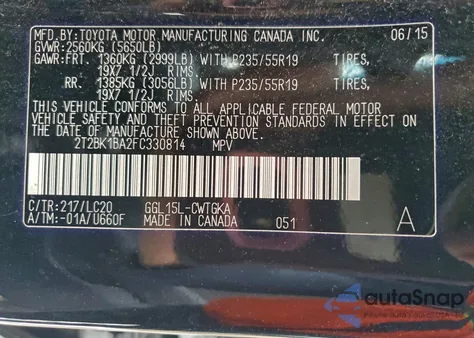 MFD.BY:TOYOTA MOTOR MANUFACTURING CANADA INC. 06/15
GVWR:2560KG (5650LB)
GAWR:FRT. 1360KG (2999LB) WITH P235/55R19 TIRES,
19X7 1/2J RIMS.
RR. 1385KG (3056LB) WITH P235/55R19 TIRES,
19X7 1/2J RIMS.
THIS VEHICLE CONFORMS TO ALL APPLICABLE FEDERAL MOTOR
VEHICLE SAFETY AND THEFT PREVENTION STANDARDS IN EFFECT
ON THE DATE OF MANUFACTURE SHOWN ABOVE.
2T2BK1BA2FC330814 MPV
C/TR:217/LC20 GGL15L-CWTGKA
A/TM:-01A/U660F MADE IN CANADA 051 A
autoSnap